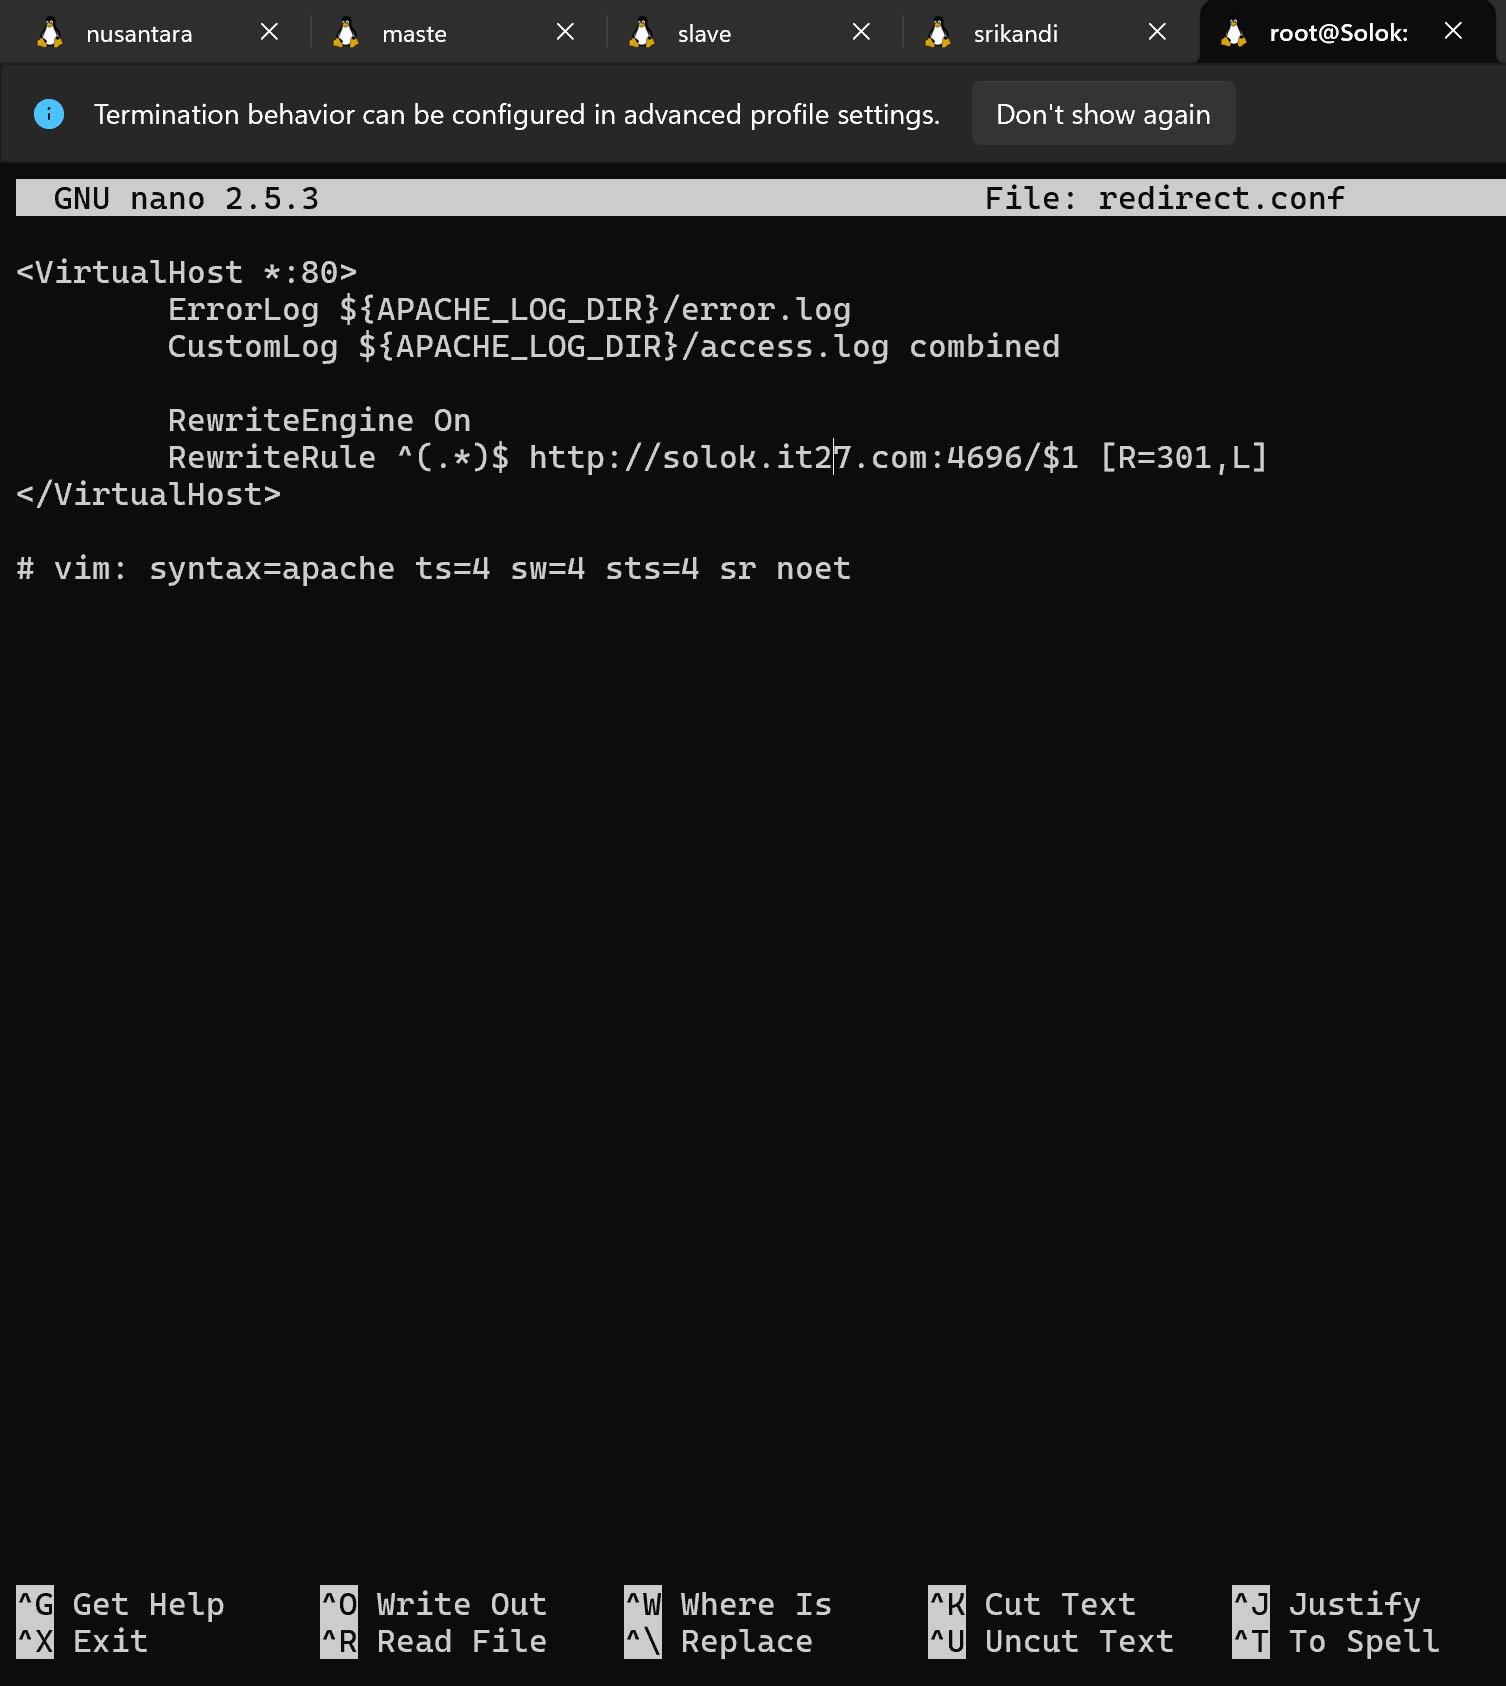 nusantara
maste
slave
srikandi
root@Solok:
Termination behavior can be configured in advanced profile settings.
Don't show again
GNU nano 2.5.3 File: redirect.conf
<VirtualHost *:80>
ErrorLog ${APACHE_LOG_DIR}/error.log
CustomLog ${APACHE_LOG_DIR}/access.log combined
RewriteEngine On
RewriteRule ^(.*)$ http://solok.it27.com:4696/$1 [R=301,L]
</VirtualHost>
# vim: syntax=apache ts=4 sw=4 sts=4 sr noet
^G Get Help ^O Write Out ^W Where Is ^K Cut Text ^J Justify
^X Exit ^R Read File ^\ Replace ^U Uncut Text ^T To Spell